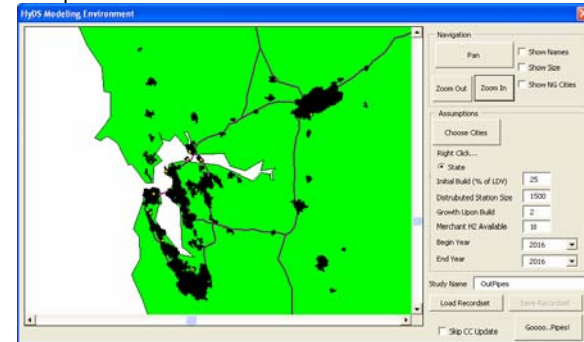 HyDS Modeling Environment
Navigation
Pan
Show Names
Show Size
Zoom Out
Zoom In
Show NG Cities
Assumptions
Choose Cities
Right Click...
State
Initial Build (% of LDV) 25
Distrubuted Station Size 1500
Growth Upon Build 2
Merchant H2 Available 18
Begin Year 2016
End Year 2016
Study Name OutPipes
Load Recordset
Save Recordset
Skip CC Update
Goooo..Pipes!